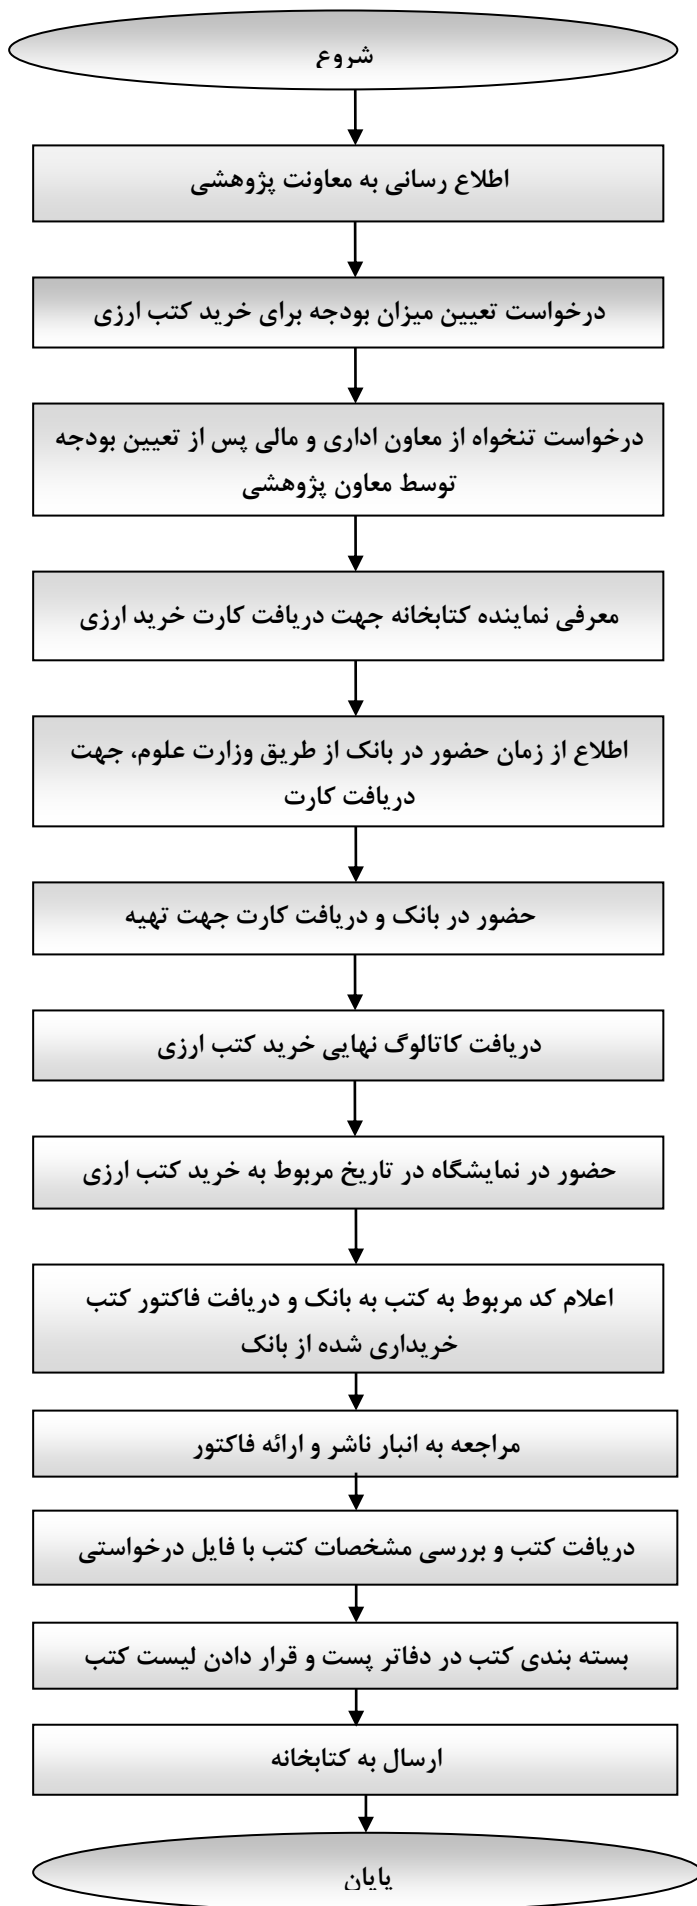 شروع
اطلاع رسانی به معاونت پژوهشی
درخواست تعیین میزان بودجه برای خرید کتب ارزی
درخواست تنخواه از معاون اداری و مالی پس از تعیین بودجه
توسط معاون پژوهشی
معرفی نماینده کتابخانه جهت دریافت کارت خرید ارزی
اطلاع از زمان حضور در بانک از طریق وزارت علوم، جهت
دریافت کارت
حضور در بانک و دریافت کارت جهت تهیه
دریافت کاتالوگ نهایی خرید کتب ارزی
حضور در نمایشگاه در تاریخ مربوط به خرید کتب ارزی
اعلام کد مربوط به کتب به بانک و دریافت فاکتور کتب
خریداری شده از بانک
مراجعه به انبار ناشر و ارائه فاکتور
دریافت کتب و بررسی مشخصات کتب با فایل درخواستی
بسته بندی کتب در دفاتر پست و قرار دادن لیست کتب
ارسال به کتابخانه
پایان